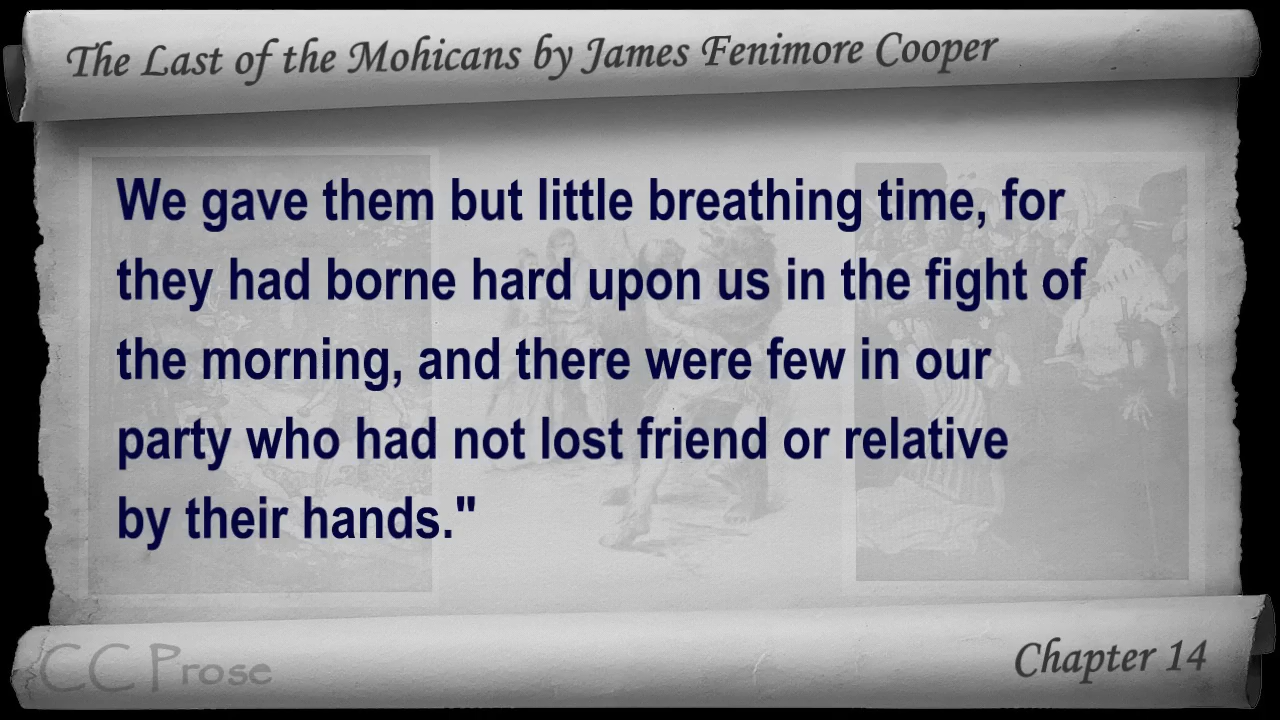 The Last of the Mohicans by James Fenimore Cooper
We gave them but little breathing time, for
they had borne hard upon us in the fight of
the morning, and there were few in our
party who had not lost friend or relative
by their hands."
CC Prose
Chapter 14